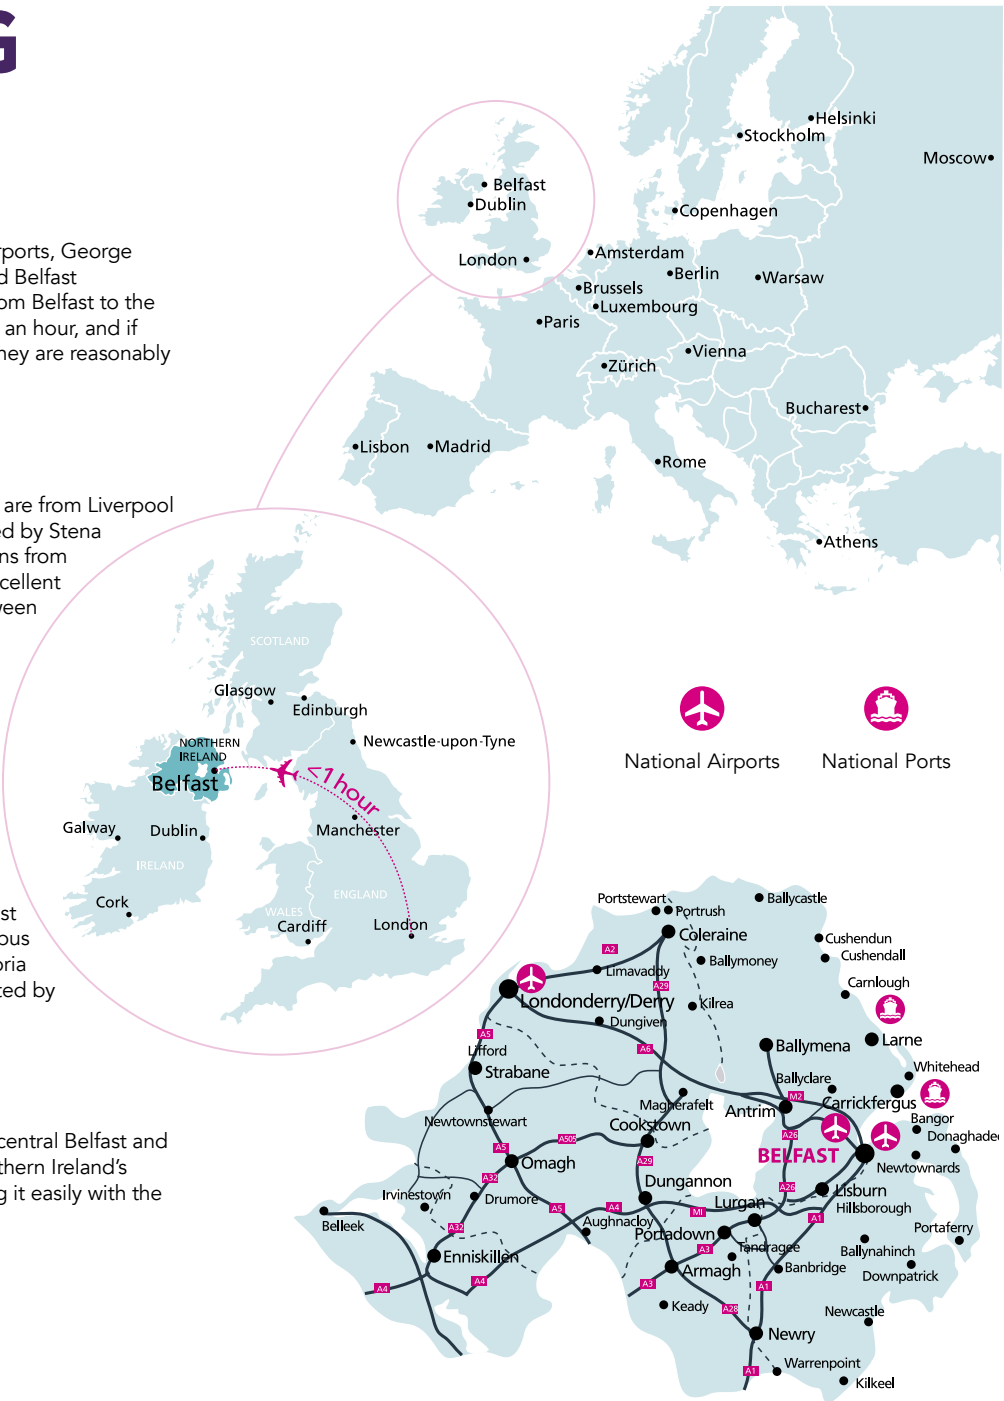 G
rports, George
d Belfast
om Belfast to the
an hour, and if
hey are reasonably
are from Liverpool
ed by Stena
ns from
cellent
ween
st
ous
ria
ted by
central Belfast and
thern Ireland's
g it easily with the
Helsinki
Stockholm
Moscow
Belfast
Dublin
Copenhagen
London
Amsterdam
Berlin
Warsaw
Brussels
Luxembourg
Paris
Vienna
Zürich
Bucharest
Lisbon
Madrid
Rome
Athens
SCOTLAND
Glasgow
Edinburgh
NORTHERN
IRELAND
Newcastle-upon-Tyne
Belfast
<1 hour
Galway
Dublin
Manchester
IRELAND
ENGLAND
Cork
WALES
Cardiff
London
National Airports
National Ports
Portstewart
Portrush
Ballycastle
Coleraine
Cushendun
A2
Cushendall
Limavaddy
Ballymoney
A29
Carnlough
Londonderry/Derry
Kilrea
Dungiven
A5
A6
Lifford
Ballymena
Larne
Strabane
Whitehead
Ballyclare
Magherafelt
M2
Carrickfergus
Newtownstewart
Antrim
Cookstown
Bangor
A26
Donaghadee
A5
A505
BELFAST
Omagh
A29
Newtownards
A32
Dungannon
A26
Lisburn
Irvinestown
Drumore
Lurgan
Hillsborough
A4
M1
A5
Belleek
Aughnacloy
A1
A32
Portadown
Portaferry
Enniskillen
A3
Tandragee
Ballynahinch
Armagh
Banbridge
Downpatrick
A4
A4
A3
A1
Keady
A28
Newcastle
Newry
Warrenpoint
A1
Kilkeel